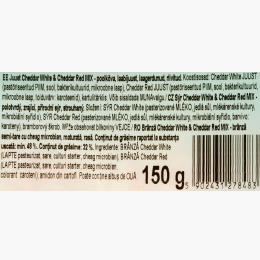 EE Juust Cheddar White & Cheddar Red MIX - poolkõva, laabijuust, laagerdunud, riivitud. Koostisosad: Cheddar White JUUST
(pastöriseeritud PIIM, sool, bakterikultuurid, mikroobne laap), Cheddar Red JUUST (pastöriseeritud PIIM, sool, bakterikultuurid,
mikroobne laap, toiduvärv: karoteenid), kartulitärklis. Võib sisaldada MUNAvalgu / CZ Sýr Cheddar White & Cheddar Red MIX -
polotvrdý, zrající, přírodní sýr, strouhaný. Složení: SÝR Cheddar White (pasterizované MLÉKO, jedlá sůl, mlékárenské kultury,
mikrobiální syřidlo), SÝR Cheddar Red (pasterizované MLÉKO, jedlá sůl, mlékárenské kultury, mikrobiální syřidlo, barvivo:
karoteny), bramborový škrob. MPŽe obsahovat bílkoviny VEJCE / RO Brânză Cheddar White & Cheddar Red MIX - brânză
semi-tare cu cheag microbian, maturată, rasă. Conținut de grăsime raportat la substanța
uscată: min. 48 %. Conținut de grăsime: 32 %. Ingrediente: BRÂNZĂ Cheddar White
(LAPTE pasteurizat, sare, culturi starter, cheag microbian), BRÂNZĂ Cheddar Red
(LAPTE pasteurizat, sare, culturi starter, cheag microbian,
colorant: caroteni), amidon din cartofi. Poate conține albuș de OUĂ
150 g
5 902431 278483